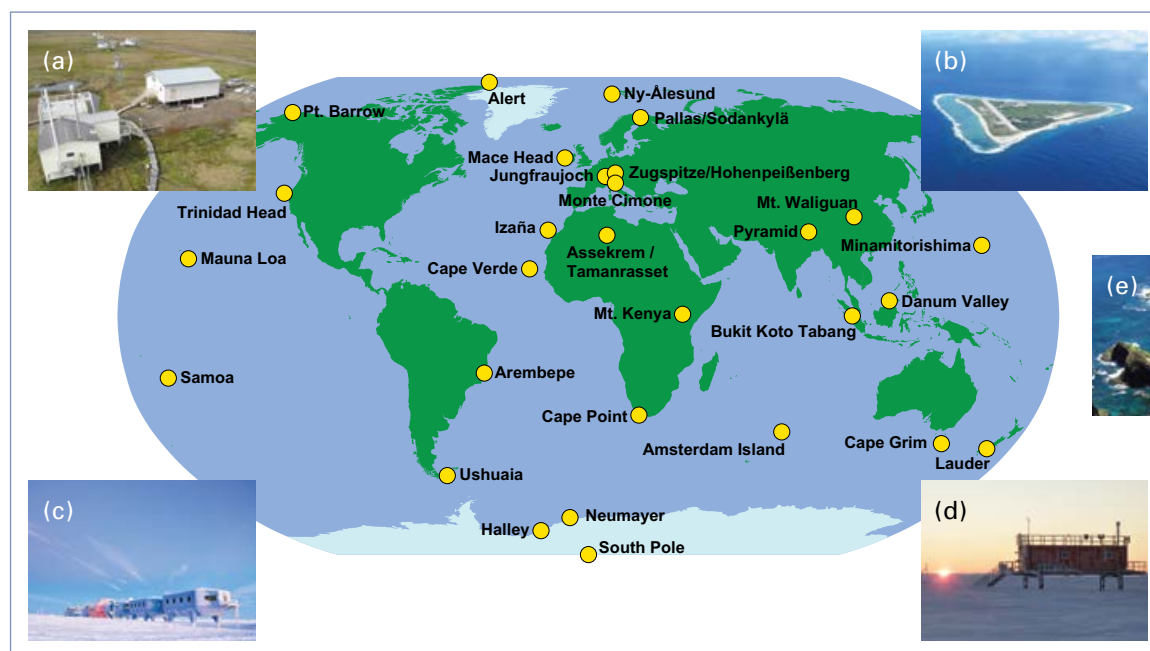 (a)
(b)
Alert
Ny-Ålesund
Pt. Barrow
Pallas/Sodankylä
Mace Head
Jungfraujoch
Zugspitze/Hohenpeißenberg
Monte Cimone
Mt. Waliguan
Trinidad Head
Izaña
Pyramid
Minamitorishima
Mauna Loa
Assekrem /
Tamanrasset
Cape Verde
(e)
Danum Valley
Mt. Kenya
Bukit Koto Tabang
Samoa
Arembepe
Cape Point
Amsterdam Island
Cape Grim
Lauder
Ushuaia
(c)
(d)
Neumayer
Halley
South Pole